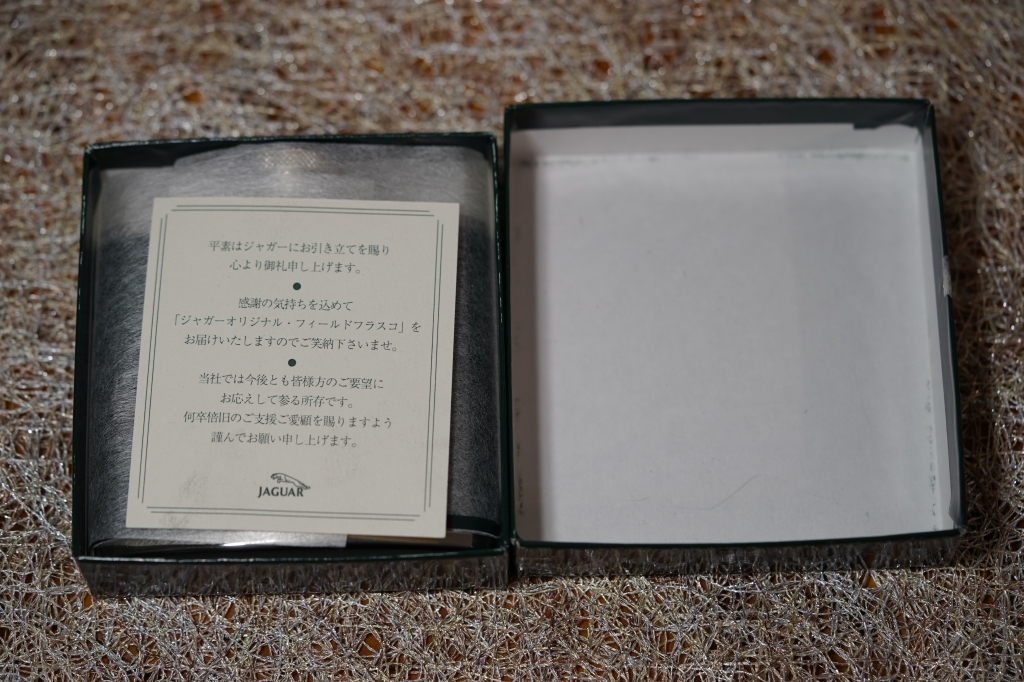 平素はジャガーにお引き立てを賜り
心より御礼申し上げます。
●
感謝の気持ちを込めて
「ジャガーオリジナル・フィールドフラスコ」を
お届けいたしますのでご笑納下さいませ。
●
当社では今後とも皆様方のご要望に
お応えして参る所存です。
何卒倍旧のご支援ご愛顧を賜りますよう
謹んでお願い申し上げます。
JAGUAR